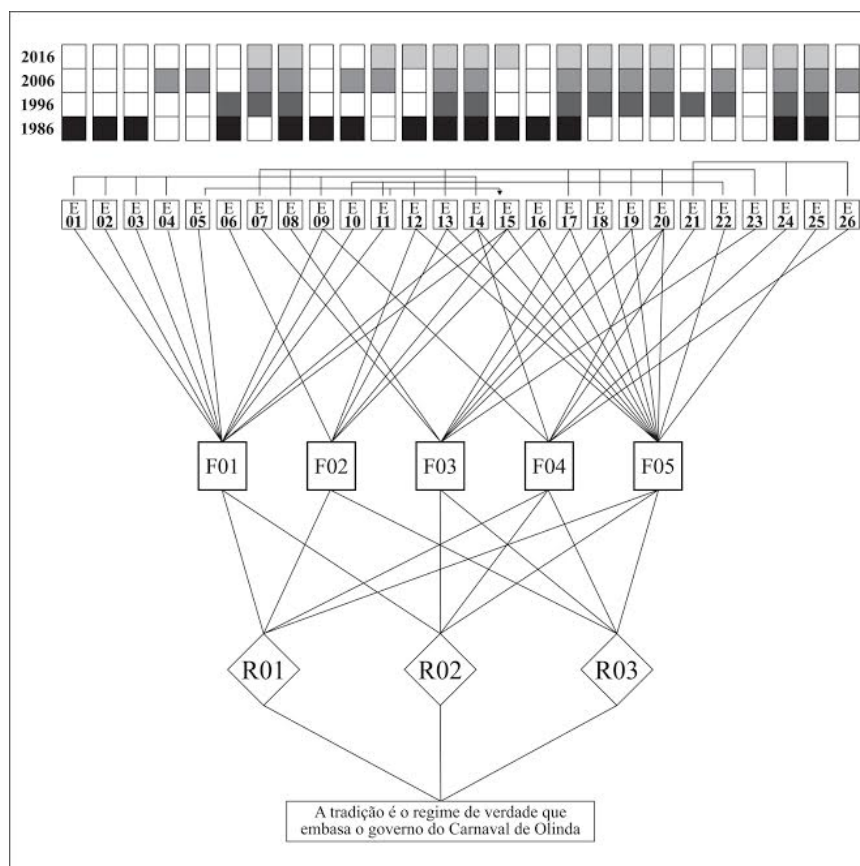 2016
2006
1996
1986
E E E E E E E E E E E E E E E E E E E E E E E E E E
01 02 03 04 05 06 07 08 09 10 11 12 13 14 15 16 17 18 19 20 21 22 23 24 25 26
F01 F02 F03 F04 F05
R01 R02 R03
A tradição é o regime de verdade que
embasa o governo do Carnaval de Olinda